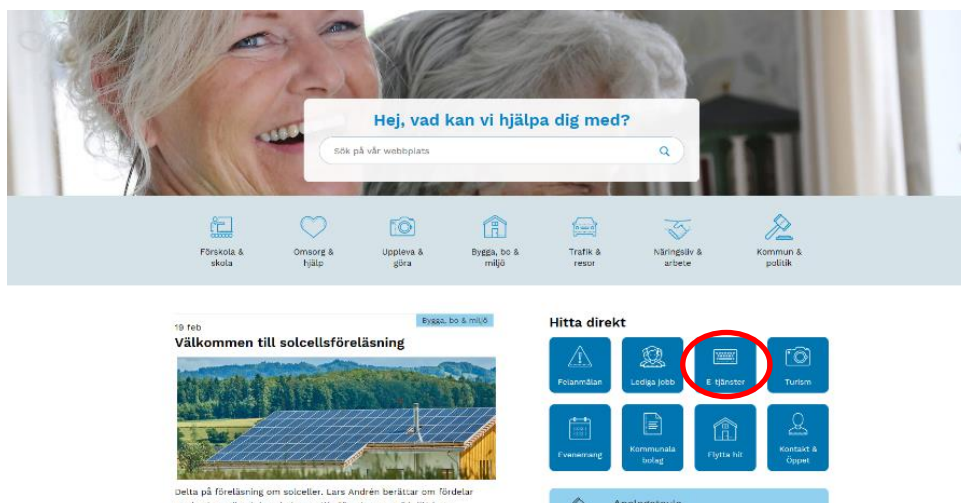 Hej, vad kan vi hjälpa dig med?
Sök på vår webbplats
Förskola &
skola
Omsorg &
hjälp
Uppleva &
göra
Bygga, bo &
miljö
Trafik &
resor
Näringsliv &
arbete
Kommun &
politik
19 feb
Bygga, bo & miljö
Välkommen till solcellsföreläsning
Delta på föreläsning om solceller. Lars Andrén berättar om fördelar
Hitta direkt
Felanmälan
Lediga jobb
E-tjänster
Turism
Evenemang
Kommunala
bolag
Flytta hit
Kontakt &
Öppet